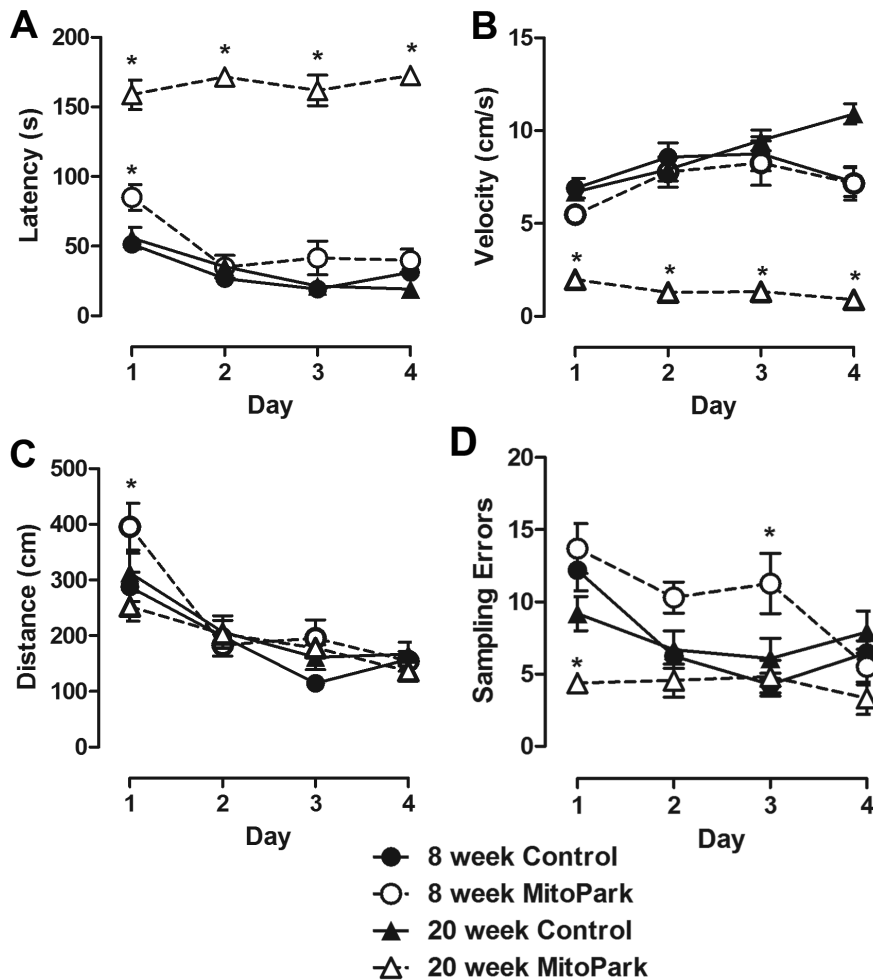 A
Latency (s)
200
150
100
50
0
*
*
*
*
*
1 2 3 4
Day
B
Velocity (cm/s)
15
10
5
0
*
*
*
*
1 2 3 4
Day
C
Distance (cm)
500
400
300
200
100
0
*
1 2 3 4
Day
D
Sampling Errors
20
15
10
5
0
*
*
1 2 3 4
Day
8 week Control
8 week MitoPark
20 week Control
20 week MitoPark